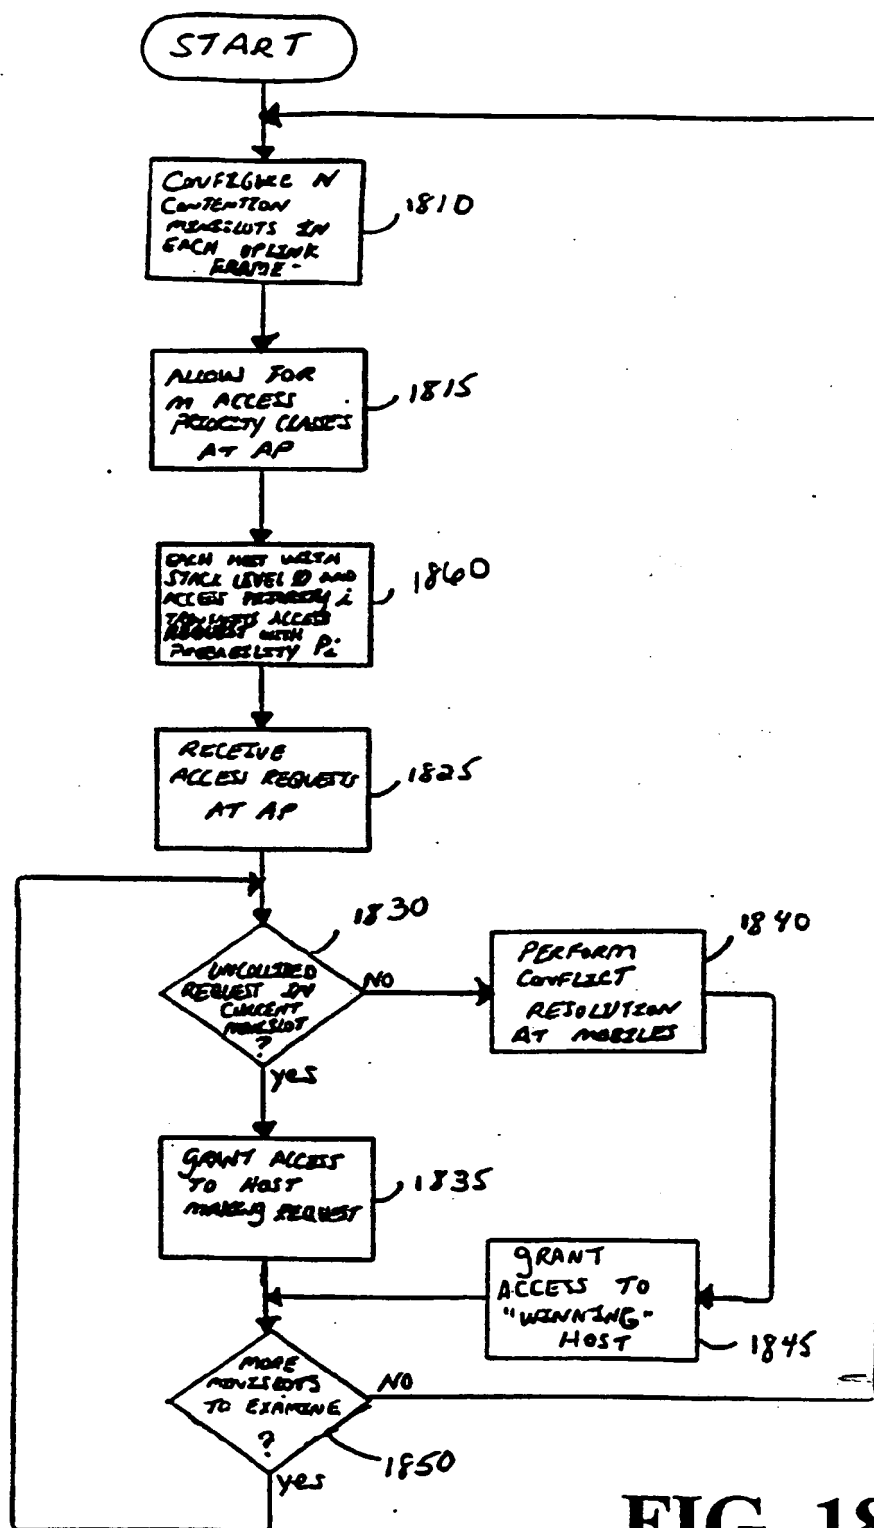 START
CONFIGURE N
CONTENTION
MINISLOTS IN
EACH UPLINK
FRAME
1810
ALLOW FOR
M ACCESS
PRIORITY CLASSES
AT AP
1815
EACH HOST WITH
STACK LEVEL 0 AND
ACCESS PRIORITY i
TRANSMITS ACCESS
REQUEST WITH
PROBABILITY Pi
1860
RECEIVE
ACCESS REQUESTS
AT AP
1825
1830
UNCOLLIDED
REQUEST IN
CURRENT
MINISLOT
?
NO
yes
PERFORM
CONFLICT
RESOLUTION
AT MOBILES
1840
GRANT ACCESS
TO HOST
MAKING REQUEST
1835
GRANT
ACCESS TO
"WINNING"
HOST
1845
MORE
MINISLOTS
TO EXAMINE
?
NO
1850
yes
FIG. 18